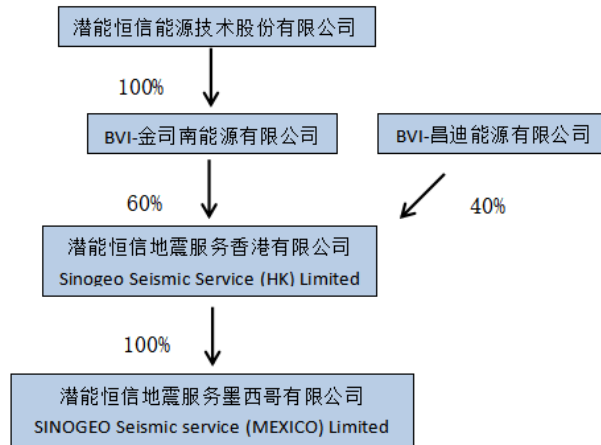 潜能恒信能源技术股份有限公司
100%
BVI-金司南能源有限公司
BVI-昌迪能源有限公司
60%
40%
潜能恒信地震服务香港有限公司
Sinogeo Seismic Service (HK) Limited
100%
潜能恒信地震服务墨西哥有限公司
SINOGEO Seismic service (MEXICO) Limited